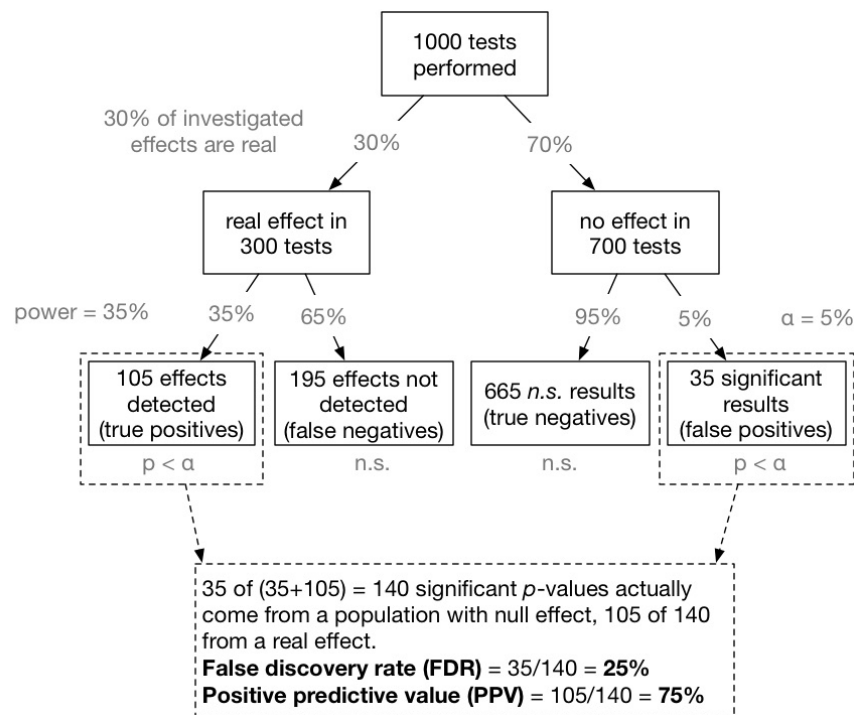 1000 tests
performed
30% of investigated
effects are real
30%
70%
real effect in
300 tests
no effect in
700 tests
power = 35%
35%
65%
95%
5%
α = 5%
105 effects
detected
(true positives)
195 effects not
detected
(false negatives)
665 n.s. results
(true negatives)
35 significant
results
(false positives)
p < α
n.s.
n.s.
p < α
35 of (35+105) = 140 significant p-values actually
come from a population with null effect, 105 of 140
from a real effect.
False discovery rate (FDR) = 35/140 = 25%
Positive predictive value (PPV) = 105/140 = 75%